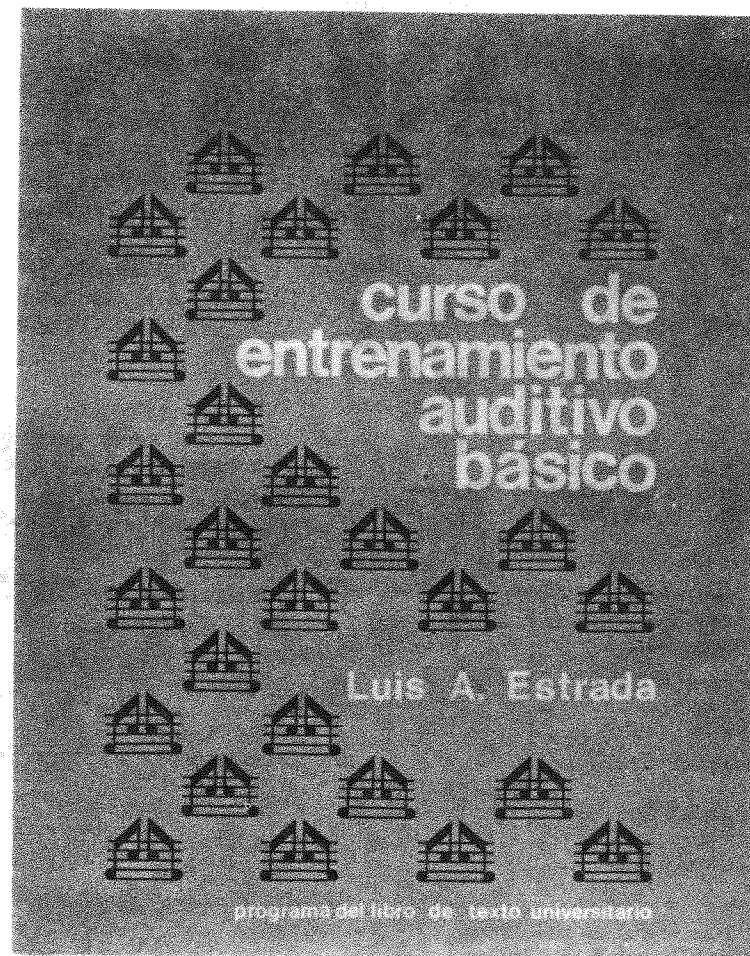 curso de
entrenamiento
auditivo
básico
Luis A. Estrada
programa del libro de texto universitario